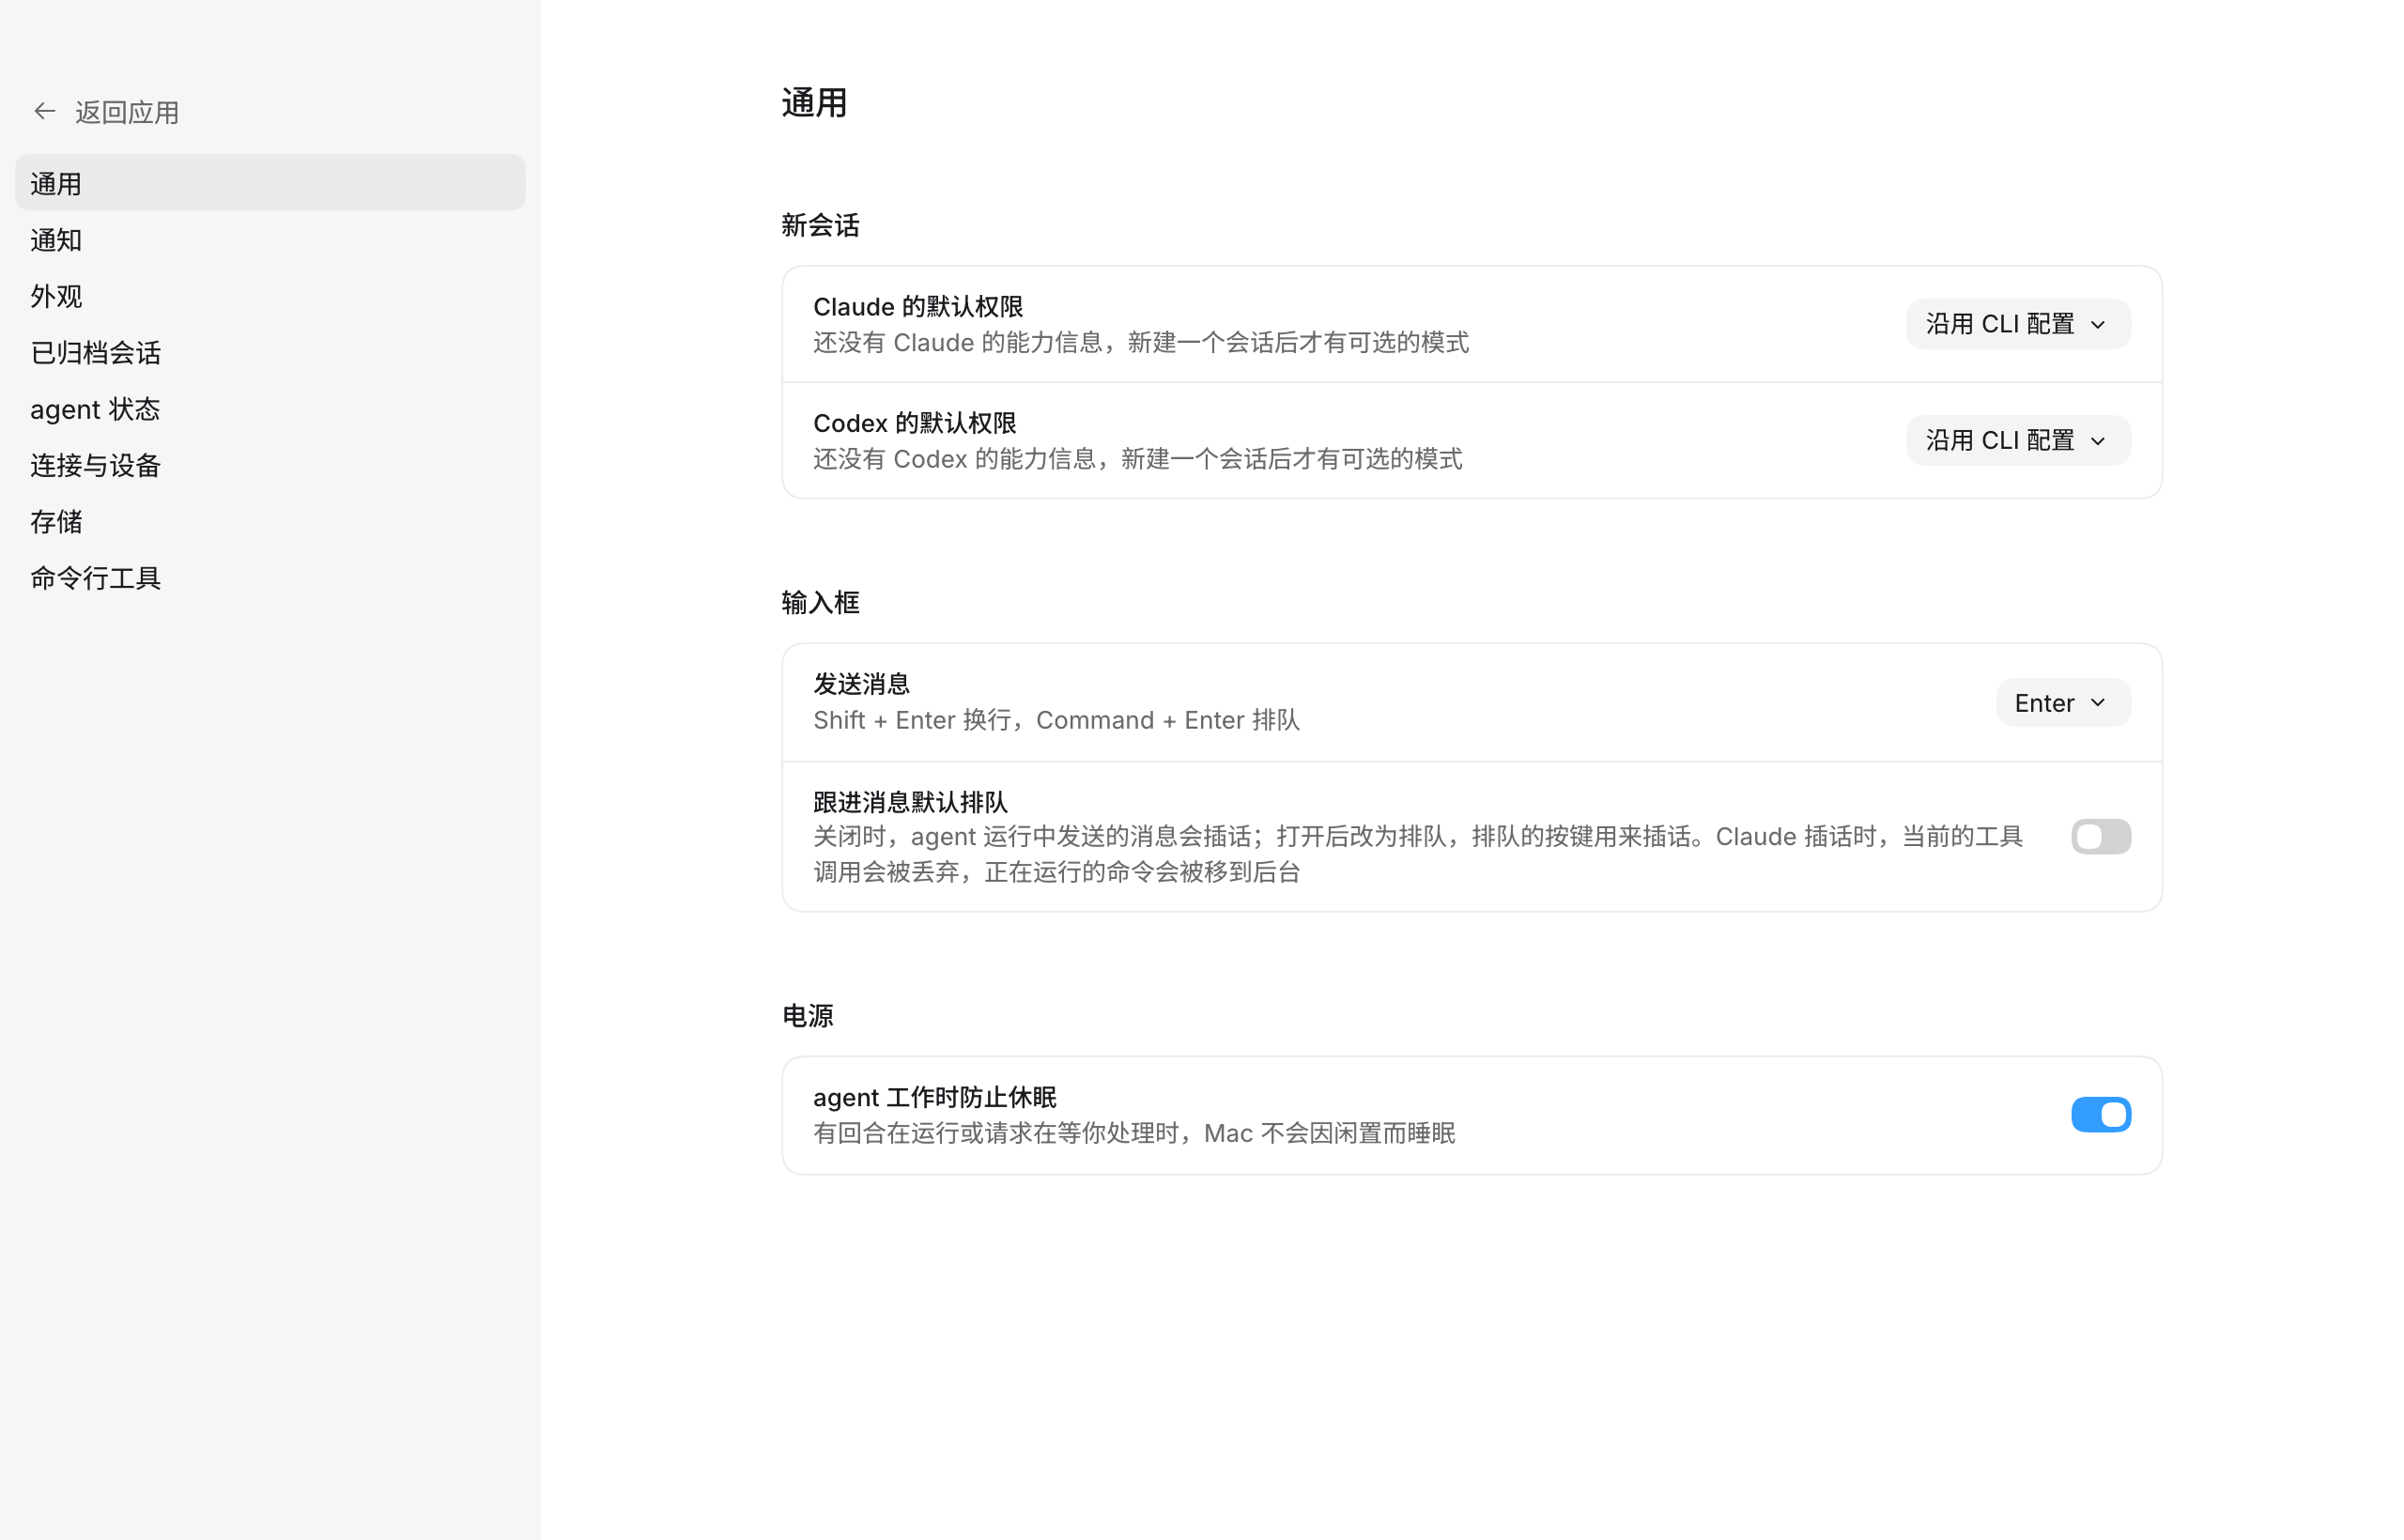 返回应用
通用
通知
外观
已归档会话
agent 状态
连接与设备
存储
命令行工具
通用
新会话
Claude 的默认权限
还没有 Claude 的能力信息，新建一个会话后才有可选的模式
沿用 CLI 配置
Codex 的默认权限
还没有 Codex 的能力信息，新建一个会话后才有可选的模式
沿用 CLI 配置
输入框
发送消息
Shift + Enter 换行，Command + Enter 排队
Enter
跟进消息默认排队
关闭时，agent 运行中发送的消息会插话；打开后改为排队，排队的按键用来插话。Claude 插话时，当前的工具
调用会被丢弃，正在运行的命令会被移到后台
电源
agent 工作时防止休眠
有回合在运行或请求在等你处理时，Mac 不会因闲置而睡眠